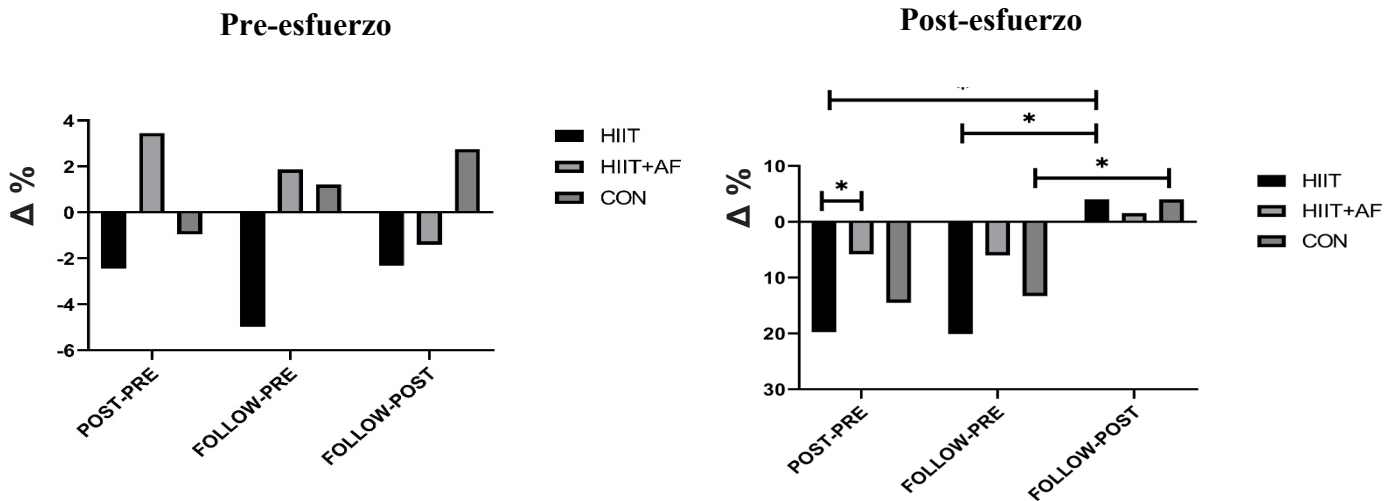 Pre-esfuerzo
4
2
0
-2
-4
-6
Δ %
POST-PRE
FOLLOW-PRE
FOLLOW-POST
HIIT
HIIT+AF
CON
Post-esfuerzo
*
*
*
*
10
0
10
20
30
Δ %
POST-PRE
FOLLOW-PRE
FOLLOW-POST
HIIT
HIIT+AF
CON